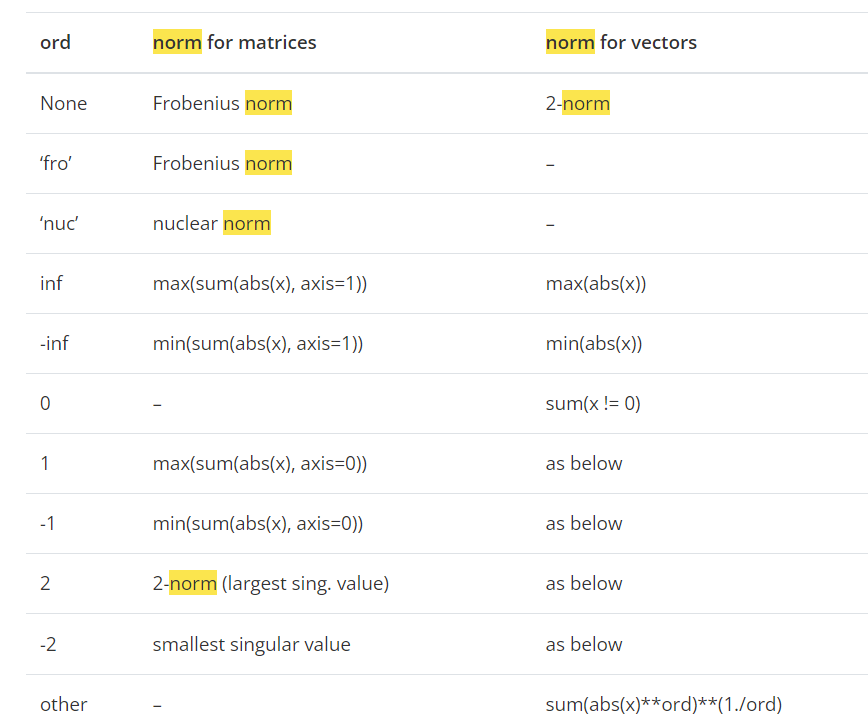 ord norm for matrices norm for vectors
None Frobenius norm 2-norm
‘fro’ Frobenius norm –
‘nuc’ nuclear norm –
inf max(sum(abs(x), axis=1)) max(abs(x))
-inf min(sum(abs(x), axis=1)) min(abs(x))
0 – sum(x != 0)
1 max(sum(abs(x), axis=0)) as below
-1 min(sum(abs(x), axis=0)) as below
2 2-norm (largest sing. value) as below
-2 smallest singular value as below
other – sum(abs(x)**ord)**(1./ord)